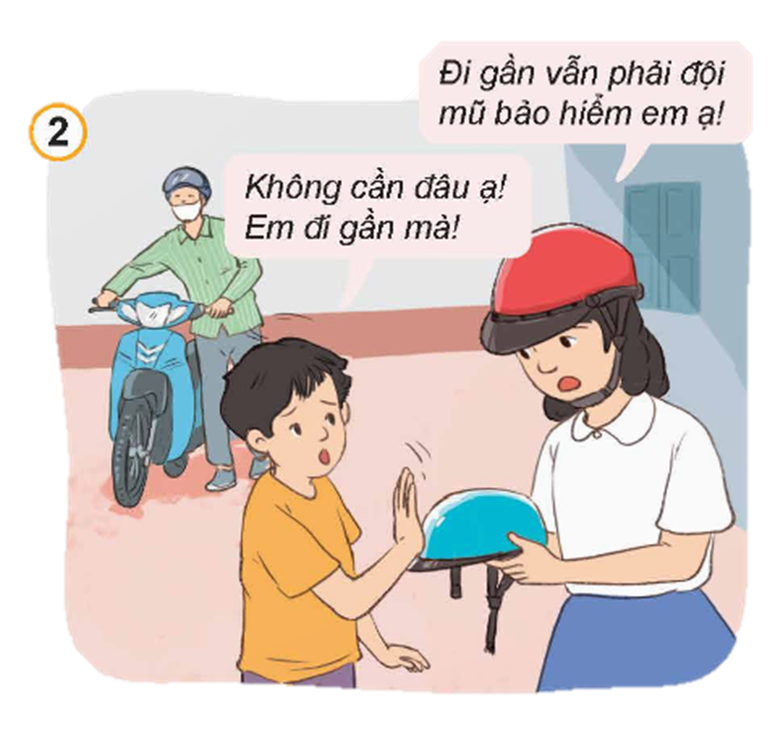 2
Không cần đâu ạ!
Em đi gần mà!
Đi gần vẫn phải đội
mũ bảo hiểm em ạ!